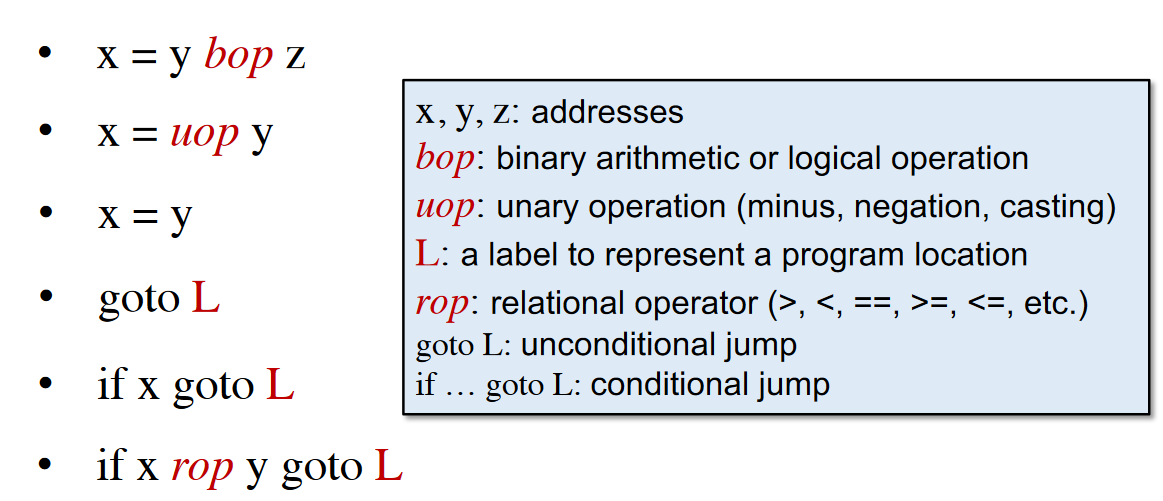 • x = y bop z
• x = uop y
• x = y
• goto L
• if x goto L
• if x rop y goto L
x, y, z: addresses
bop: binary arithmetic or logical operation
uop: unary operation (minus, negation, casting)
L: a label to represent a program location
rop: relational operator (>, <, ==, >=, <=, etc.)
goto L: unconditional jump
if … goto L: conditional jump